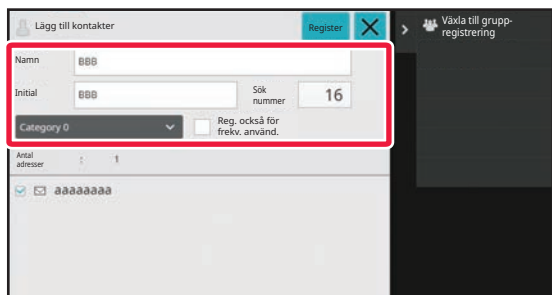 Lägg till kontakter
Register
Växla till grupp-
registrering
Namn
BBB
Initial
BBB
Sök
nummer
16
Category 0
Reg. också för
frekv. använd.
Antal
adresser
:
1
aaaaaaaa